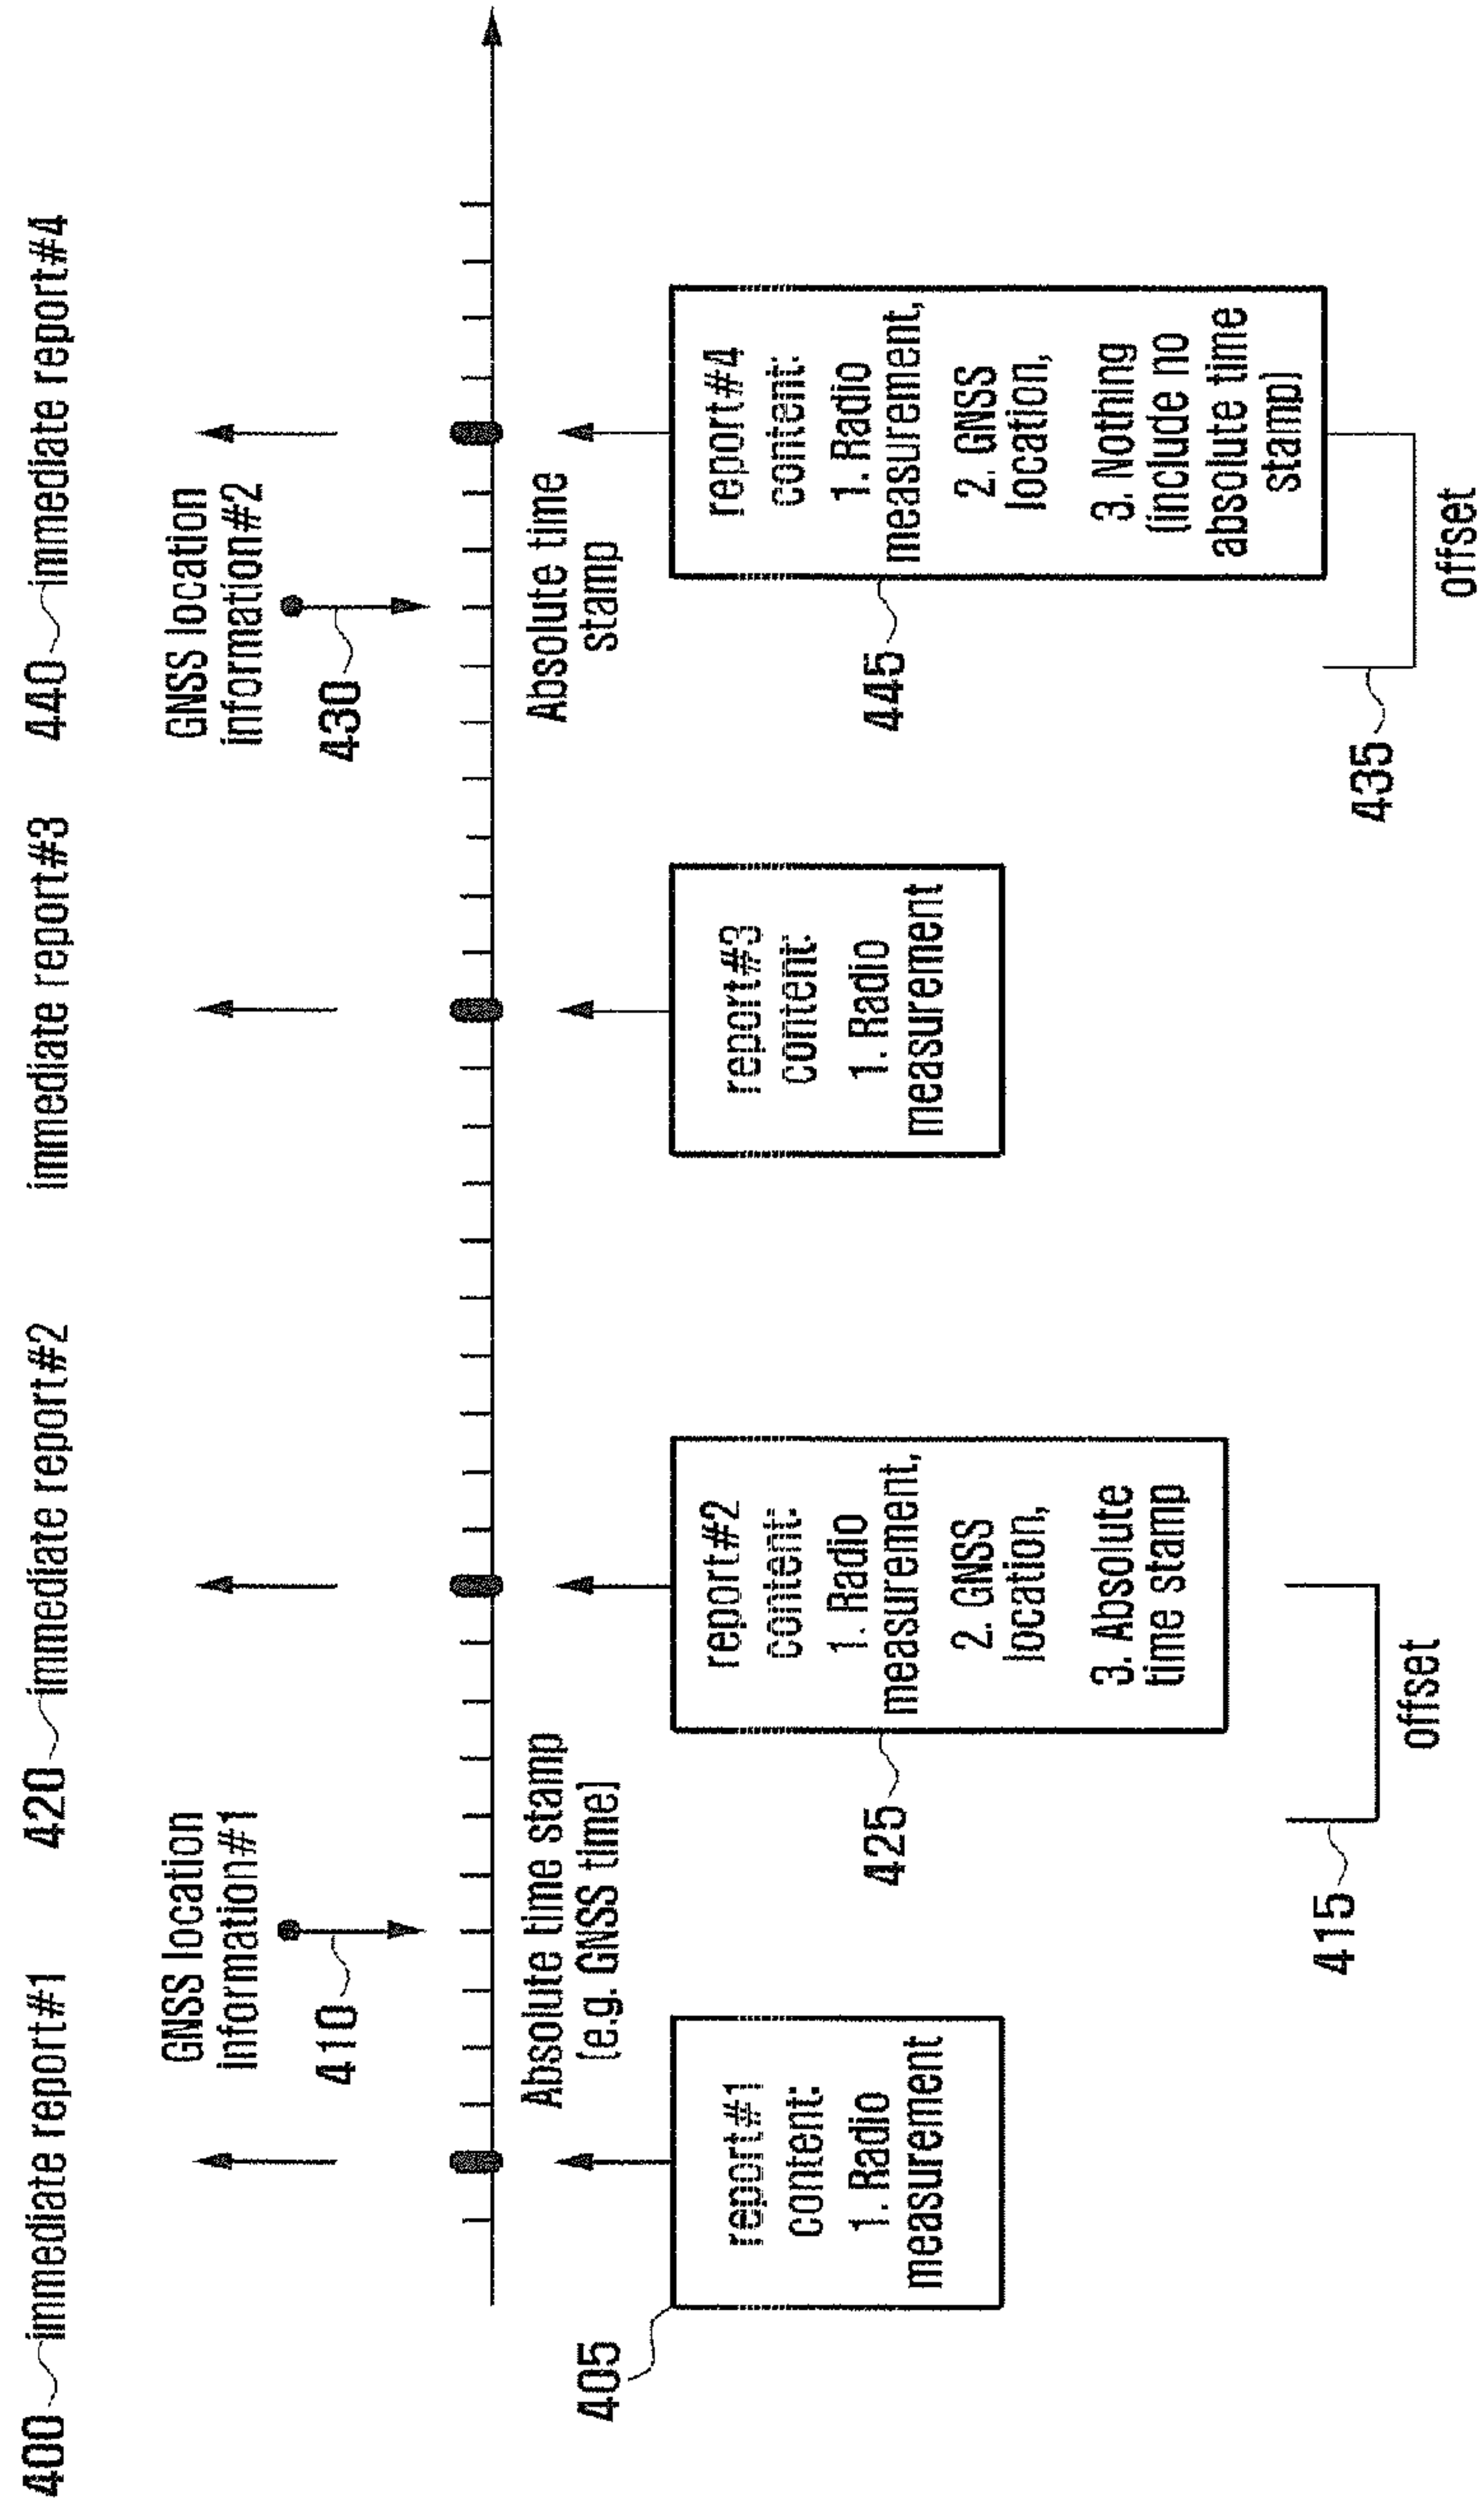 400 immediate report#1
420 immediate report#2
immediate report#3
440 immediate report#4
GNSS location
information#1
410
GNSS location
information#2
430
Absolute time stamp
(e.g. GNSS time)
Absolute time
stamp
405
report#1
content:
1. Radio
measurement
425
report#2
content:
1. Radio
measurement,
2. GNSS
location,
3. Absolute
time stamp
report#3
content:
1. Radio
measurement
445
report#4
content:
1. Radio
measurement,
2. GNSS
location,
3. Nothing
(include no
absolute time
stamp)
415
offset
435
offset